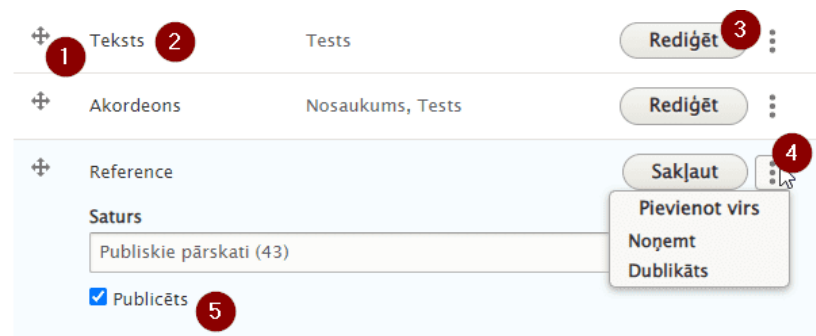 Teksts 2 Tests Rediģēt 3
1
Akordeons Nosaukums, Tests Rediģēt
4
Reference Sakļaut
Pievienot virs
Saturs
Noņemt
Publiskie pārskati (43)
Dublikāts
Publicēts 5